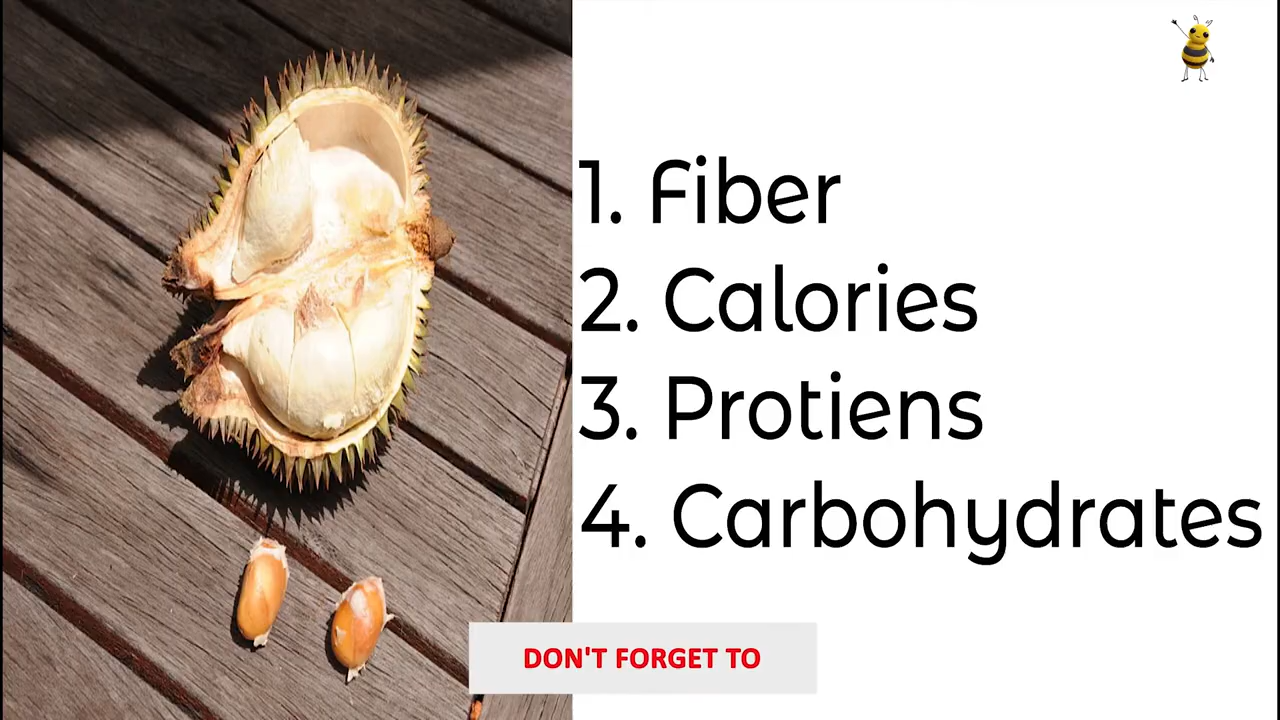 1. Fiber
2. Calories
3. Protiens
4. Carbohydrates
DON'T FORGET TO